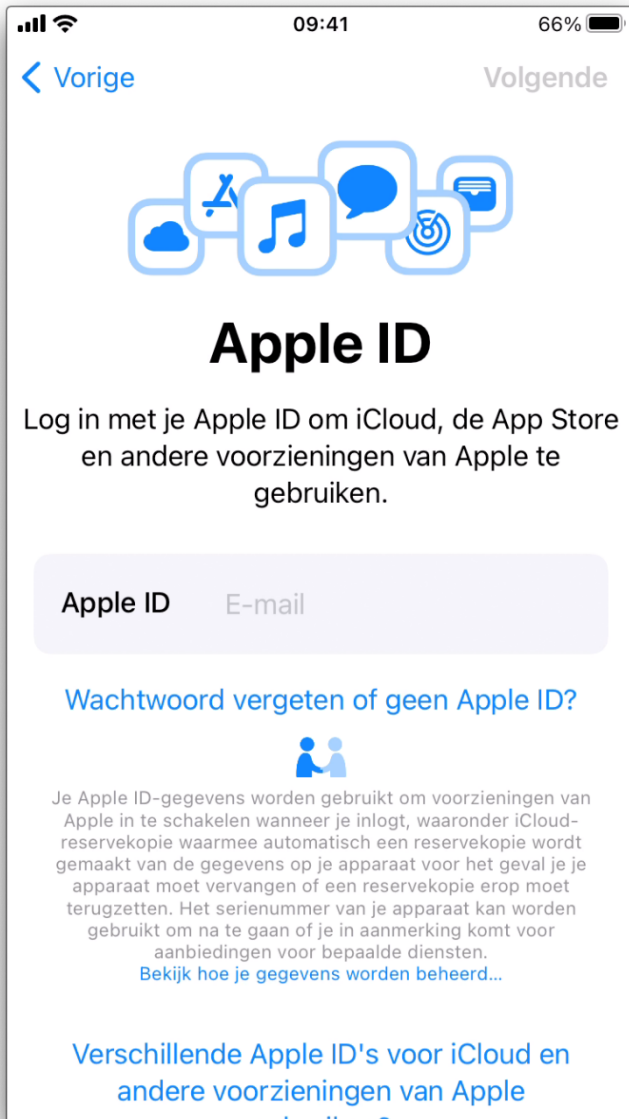 09:41
66%
Vorige
Volgende
Apple ID
Log in met je Apple ID om iCloud, de App Store
en andere voorzieningen van Apple te
gebruiken.
Apple ID E-mail
Wachtwoord vergeten of geen Apple ID?
Je Apple ID-gegevens worden gebruikt om voorzieningen van
Apple in te schakelen wanneer je inlogt, waaronder iCloud-
reservekopie waarmee automatisch een reservekopie wordt
gemaakt van de gegevens op je apparaat voor het geval je je
apparaat moet vervangen of een reservekopie erop moet
terugzetten. Het serienummer van je apparaat kan worden
gebruikt om na te gaan of je in aanmerking komt voor
aanbiedingen voor bepaalde diensten.
Bekijk hoe je gegevens worden beheerd...
Verschillende Apple ID's voor iCloud en
andere voorzieningen van Apple